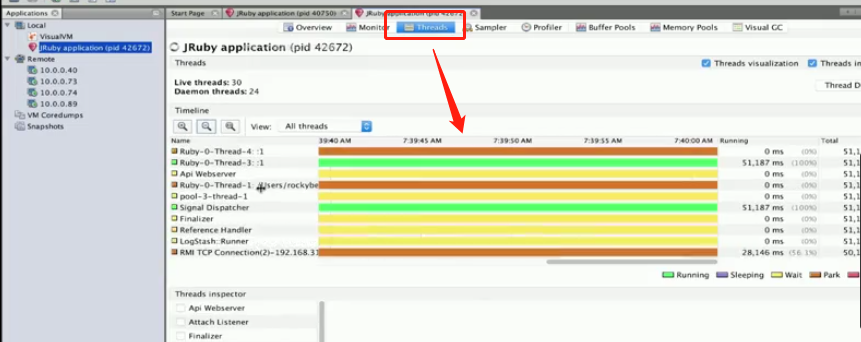 Applications
Start Page
JRuby application (pid 40750)
JRuby application (pid 42672)
Local
VisualVM
JRuby application (pid 42672)
Remote
10.0.0.40
10.0.0.73
10.0.0.74
10.0.0.89
VM Coredumps
Snapshots
Overview
Monitor
Threads
Sampler
Profiler
Buffer Pools
Memory Pools
Visual GC
JRuby application (pid 42672)
Threads
Threads visualization
Threads in
Live threads: 30
Daemon threads: 24
Thread D
Timeline
View: All threads
Name 39:40 AM 7:39:45 AM 7:39:50 AM 7:39:55 AM 7:40:00 AM Running Total
Ruby-0-Thread-4: :1 0 ms (0%) 51,1
Ruby-0-Thread-3: :1 51,187 ms (100%) 51,1
Api Webserver 0 ms (0%) 51,1
Ruby-0-Thread-1: /Users/rockybe 0 ms (0%) 51,1
pool-3-thread-1 0 ms (0%) 51,1
Signal Dispatcher 51,187 ms (100%) 51,1
Finalizer 0 ms (0%) 51,1
Reference Handler 0 ms (0%) 51,1
LogStash::Runner 0 ms (0%) 51,1
RMI TCP Connection(2)-192.168.31 28,146 ms (56.1%) 50,1
Running Sleeping Wait Park
Threads inspector
Api Webserver
Attach Listener
Finalizer